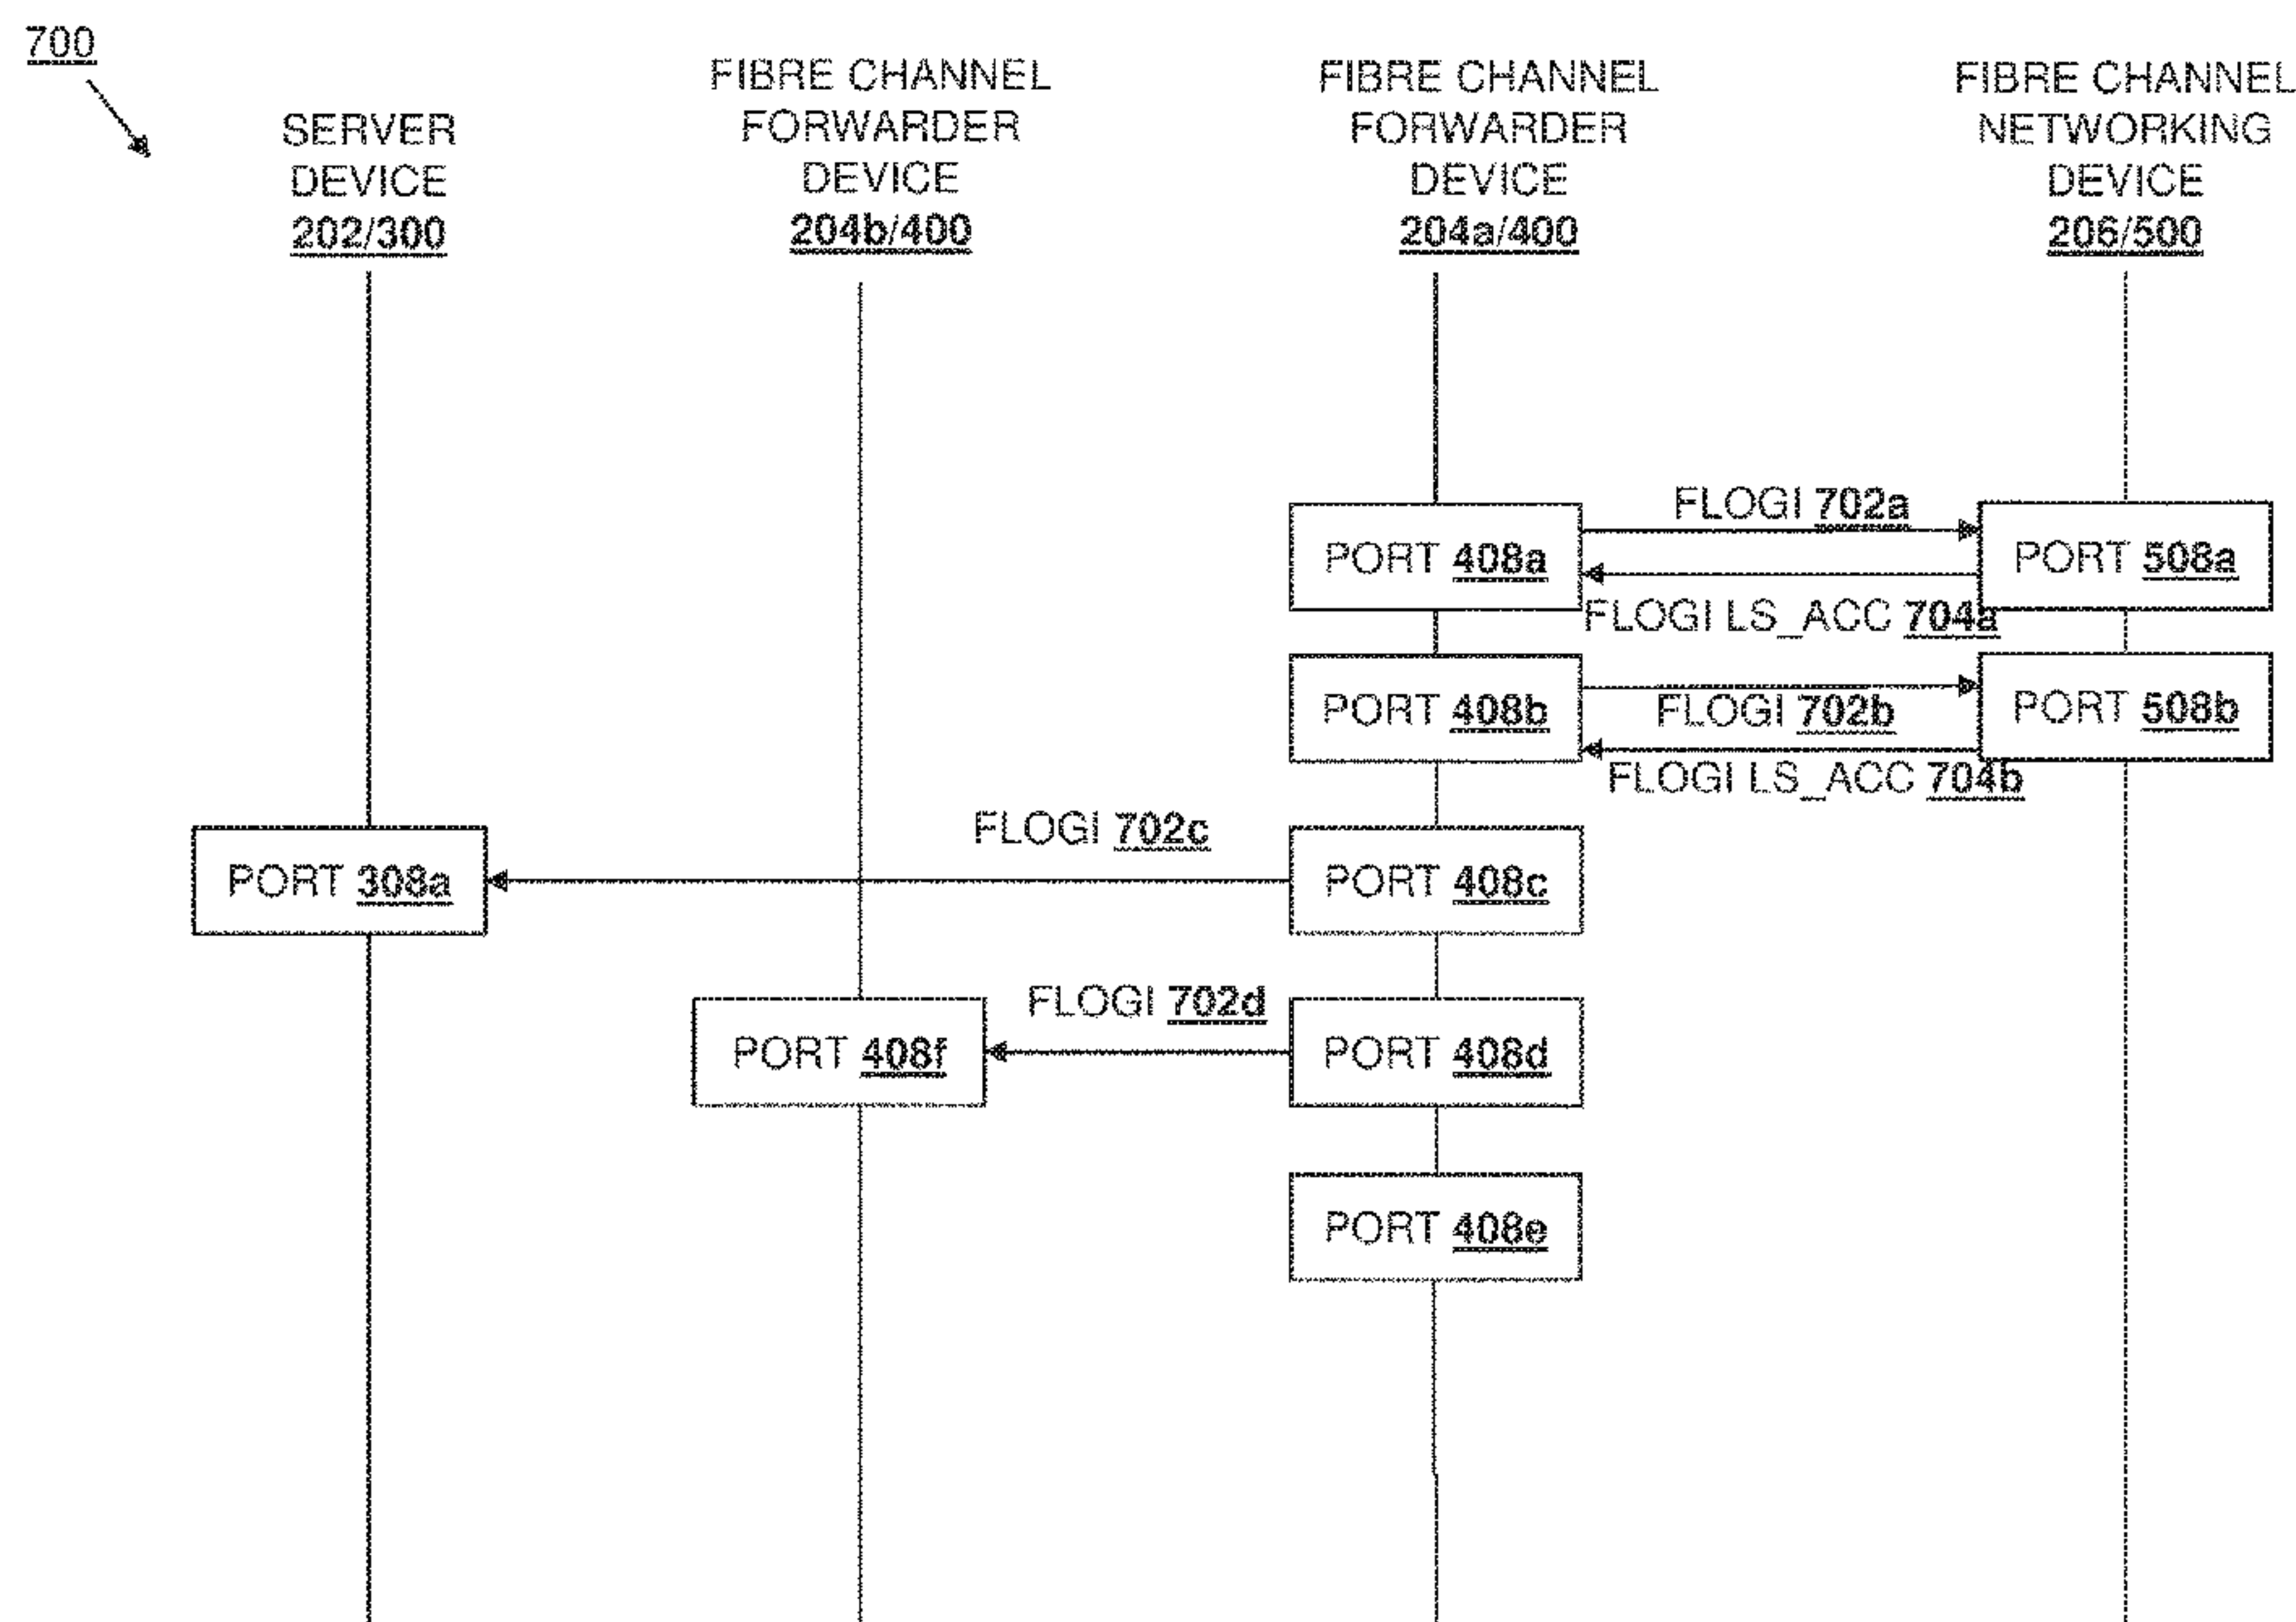 700
SERVER
DEVICE
202/300
FIBRE CHANNEL
FORWARDER
DEVICE
204b/400
FIBRE CHANNEL
FORWARDER
DEVICE
204a/400
FIBRE CHANNEL
NETWORKING
DEVICE
206/500
FLOGI 702a
PORT 408a
PORT 508a
FLOGI LS_ACC 704a
PORT 408b
FLOGI 702b
PORT 508b
FLOGI LS_ACC 704b
FLOGI 702c
PORT 308a
PORT 408c
FLOGI 702d
PORT 408f
PORT 408d
PORT 408e